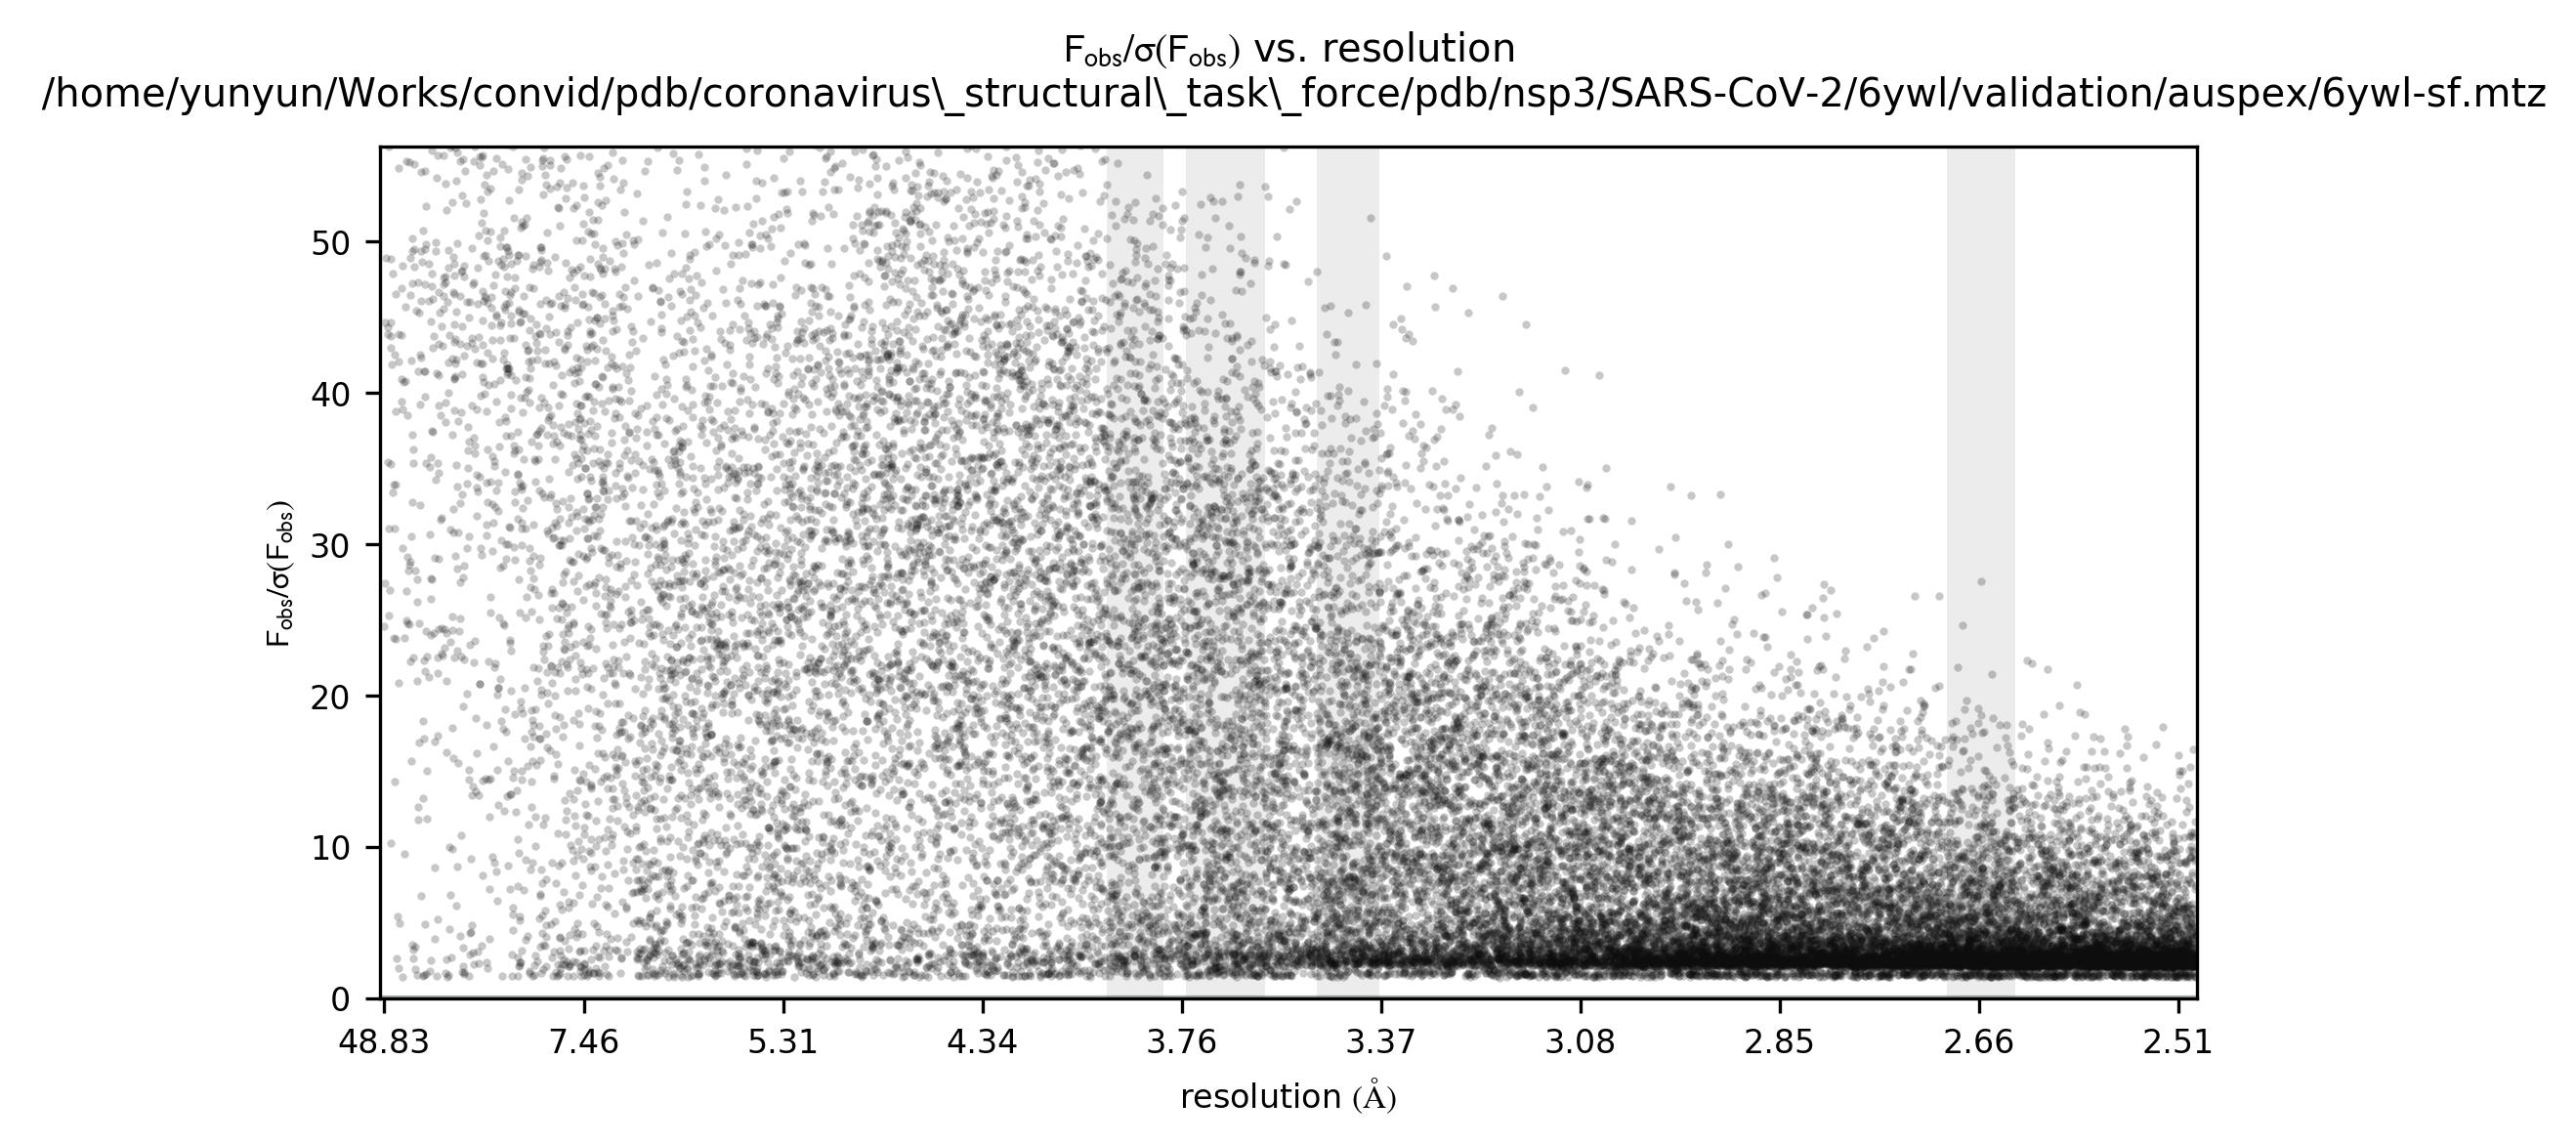 Fobs/σ(Fobs) vs. resolution
/home/yunyun/Works/convid/pdb/coronavirus\_structural\_task\_force/pdb/nsp3/SARS-CoV-2/6ywl/validation/auspex/6ywl-sf.mtz
Fobs/σ(Fobs)
50
40
30
20
10
0
48.83 7.46 5.31 4.34 3.76 3.37 3.08 2.85 2.66 2.51
resolution (Å)